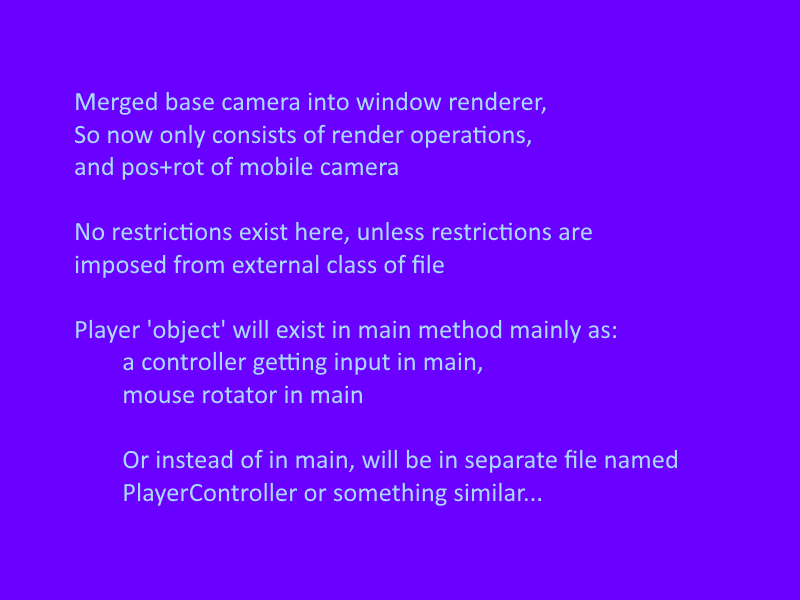 Merged base camera into window renderer,
So now only consists of render operations,
and pos+rot of mobile camera
No restrictions exist here, unless restrictions are
imposed from external class of file
Player 'object' will exist in main method mainly as:
a controller getting input in main,
mouse rotator in main
Or instead of in main, will be in separate file named
PlayerController or something similar...